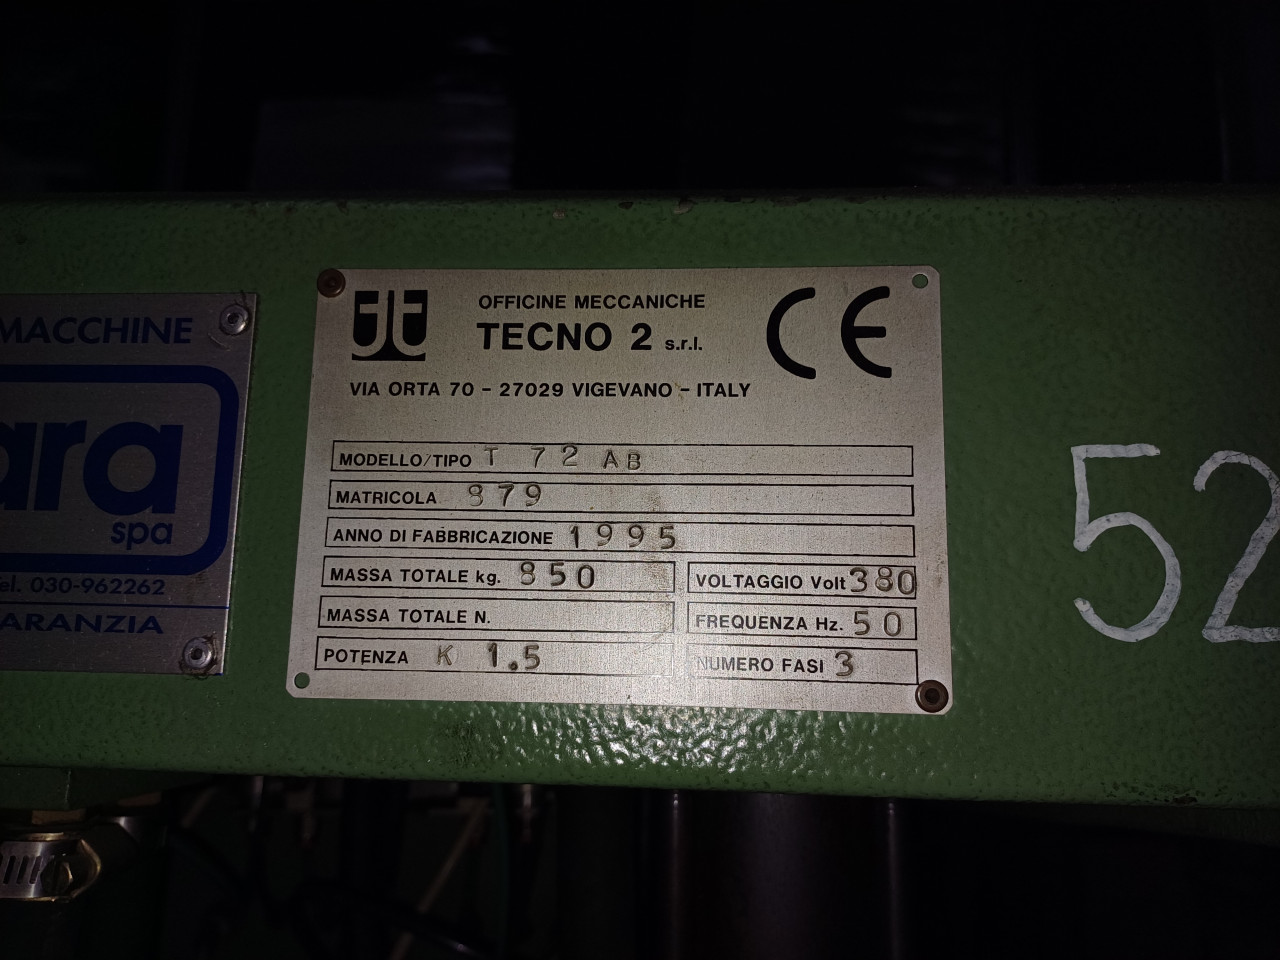 MACCHINE
ara
spa
Tel. 030-962262
GARANZIA
OFFICINE MECCANICHE
TECNO 2 s.r.l.
CE
VIA ORTA 70 - 27029 VIGEVANO - ITALY
MODELLO/TIPO T 72 AB
MATRICOLA 879
ANNO DI FABBRICAZIONE 1995
MASSA TOTALE kg. 850
VOLTAGGIO Volt 380
MASSA TOTALE N.
FREQUENZA Hz. 50
POTENZA K 1.5
NUMERO FASI 3
52